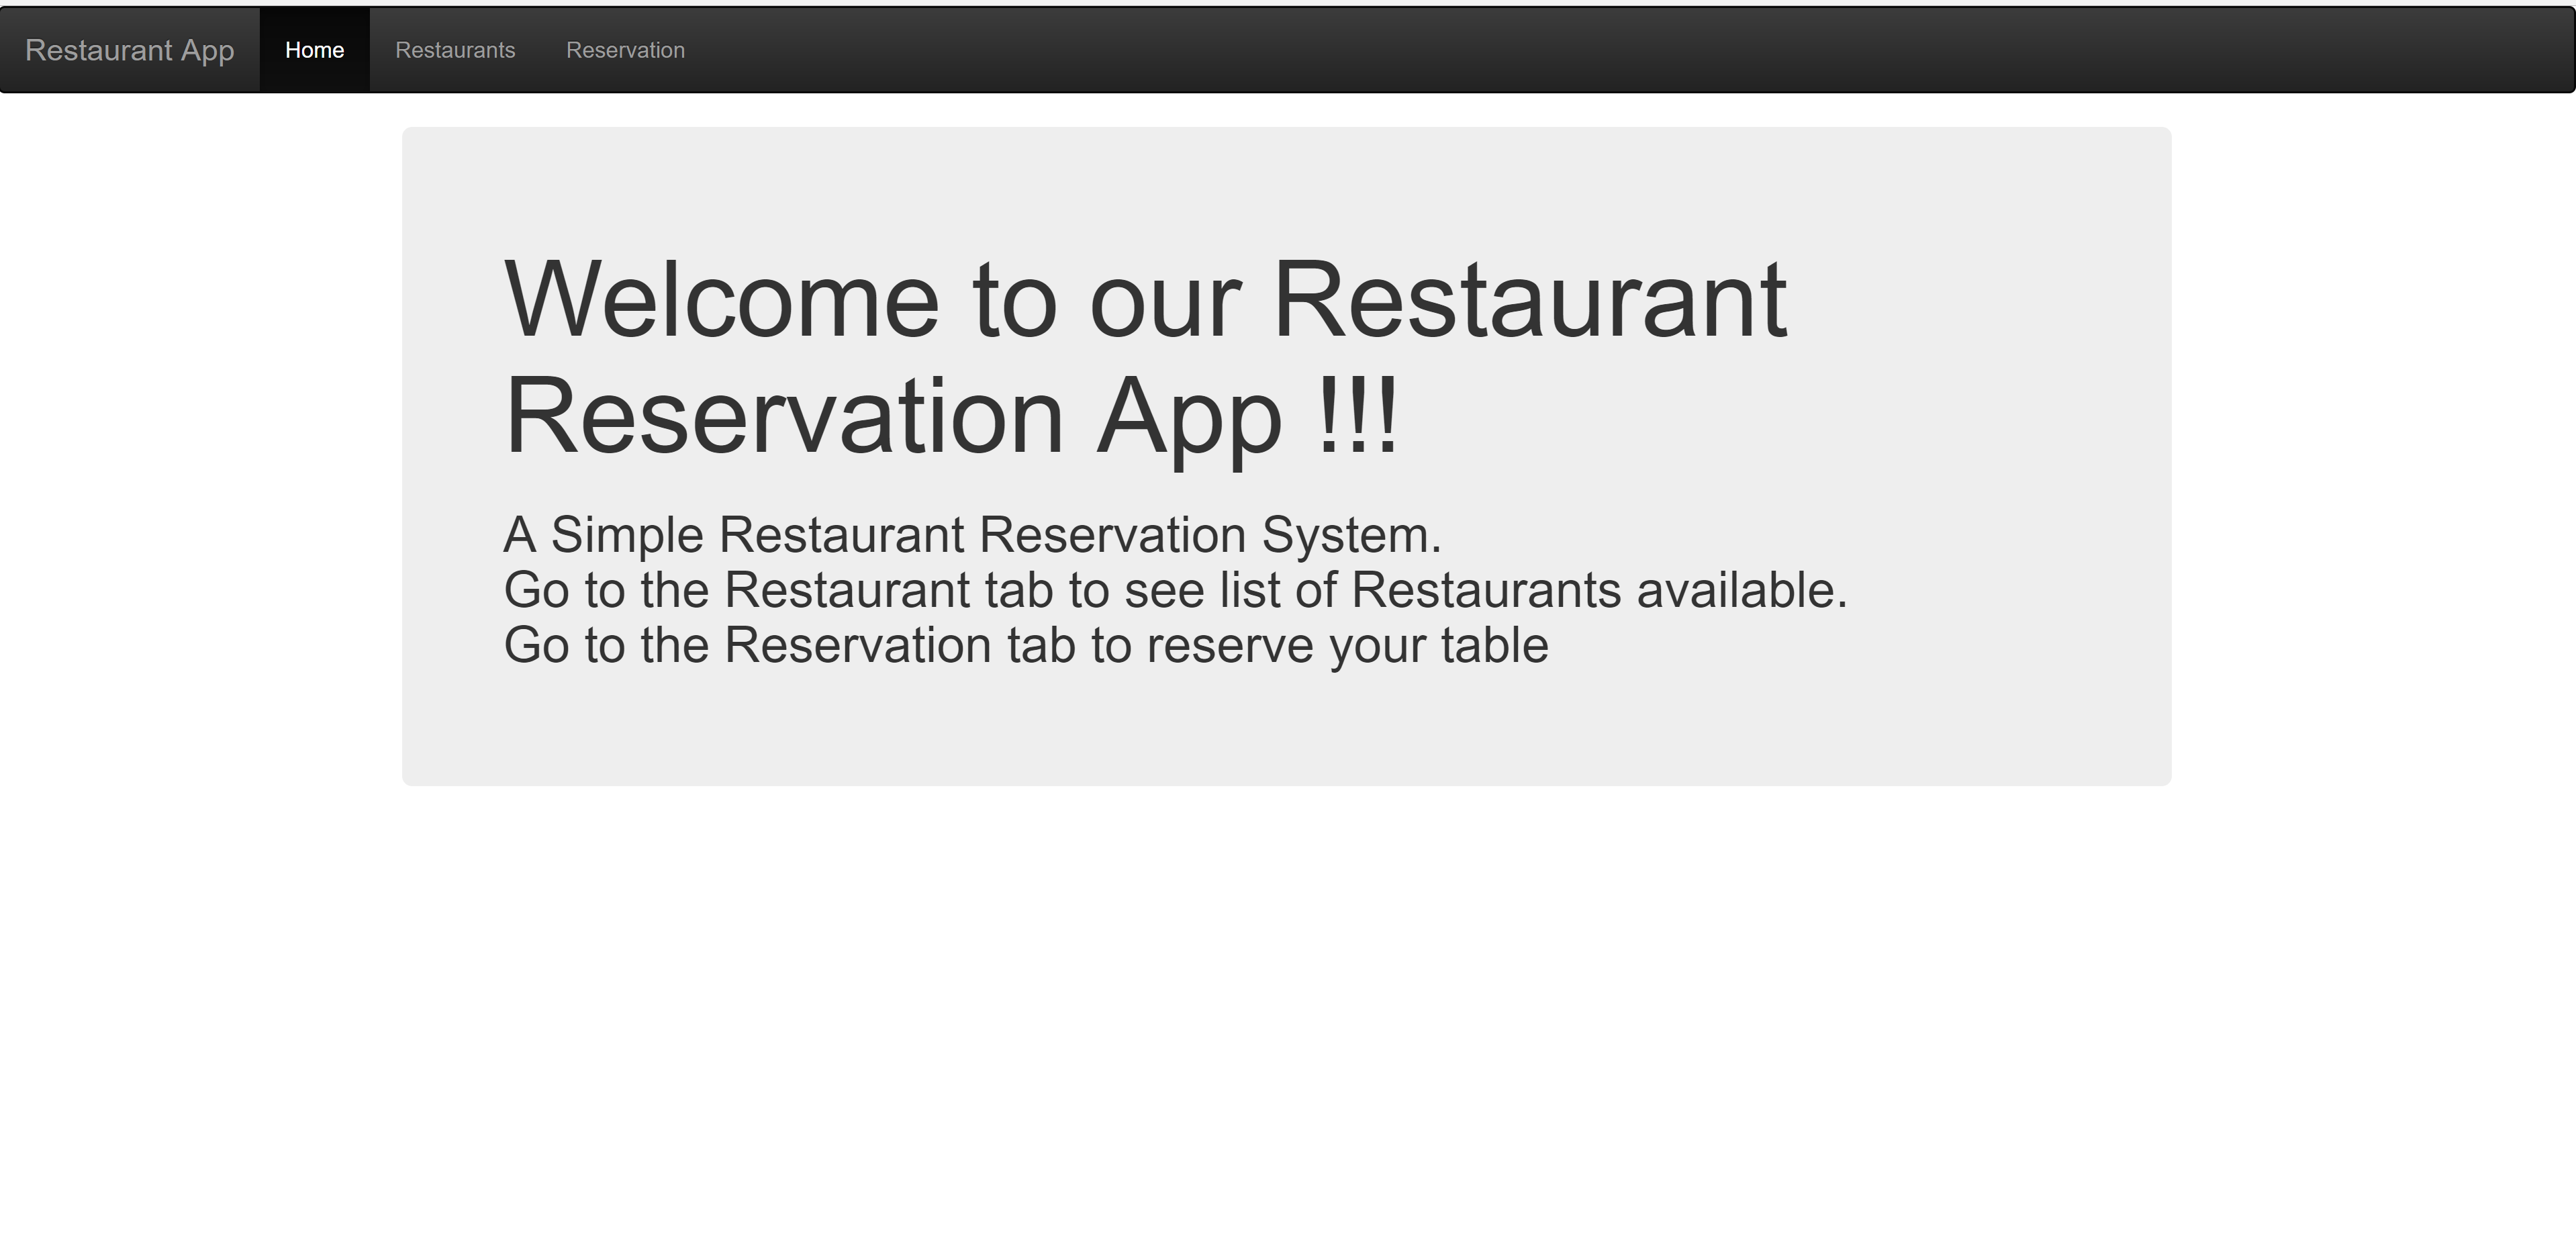 Restaurant App Home Restaurants Reservation
Welcome to our Restaurant
Reservation App !!!
A Simple Restaurant Reservation System.
Go to the Restaurant tab to see list of Restaurants available.
Go to the Reservation tab to reserve your table